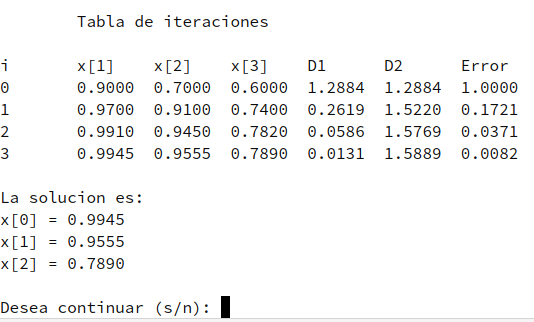 Tabla de iteraciones
i x[1] x[2] x[3] D1 D2 Error
0 0.9000 0.7000 0.6000 1.2884 1.2884 1.0000
1 0.9700 0.9100 0.7400 0.2619 1.5220 0.1721
2 0.9910 0.9450 0.7820 0.0586 1.5769 0.0371
3 0.9945 0.9555 0.7890 0.0131 1.5889 0.0082
La solucion es:
x[0] = 0.9945
x[1] = 0.9555
x[2] = 0.7890
Desea continuar (s/n):